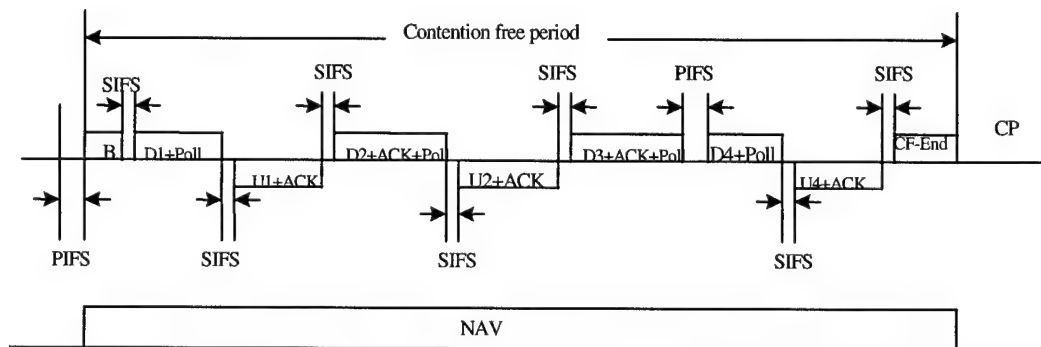 Contention free period
SIFS SIFS SIFS PIFS SIFS
B D1+Poll D2+ACK+Poll D3+ACK+Poll D4+Poll CF-End CP
U1+ACK U2+ACK U4+ACK
PIFS SIFS SIFS SIFS
NAV